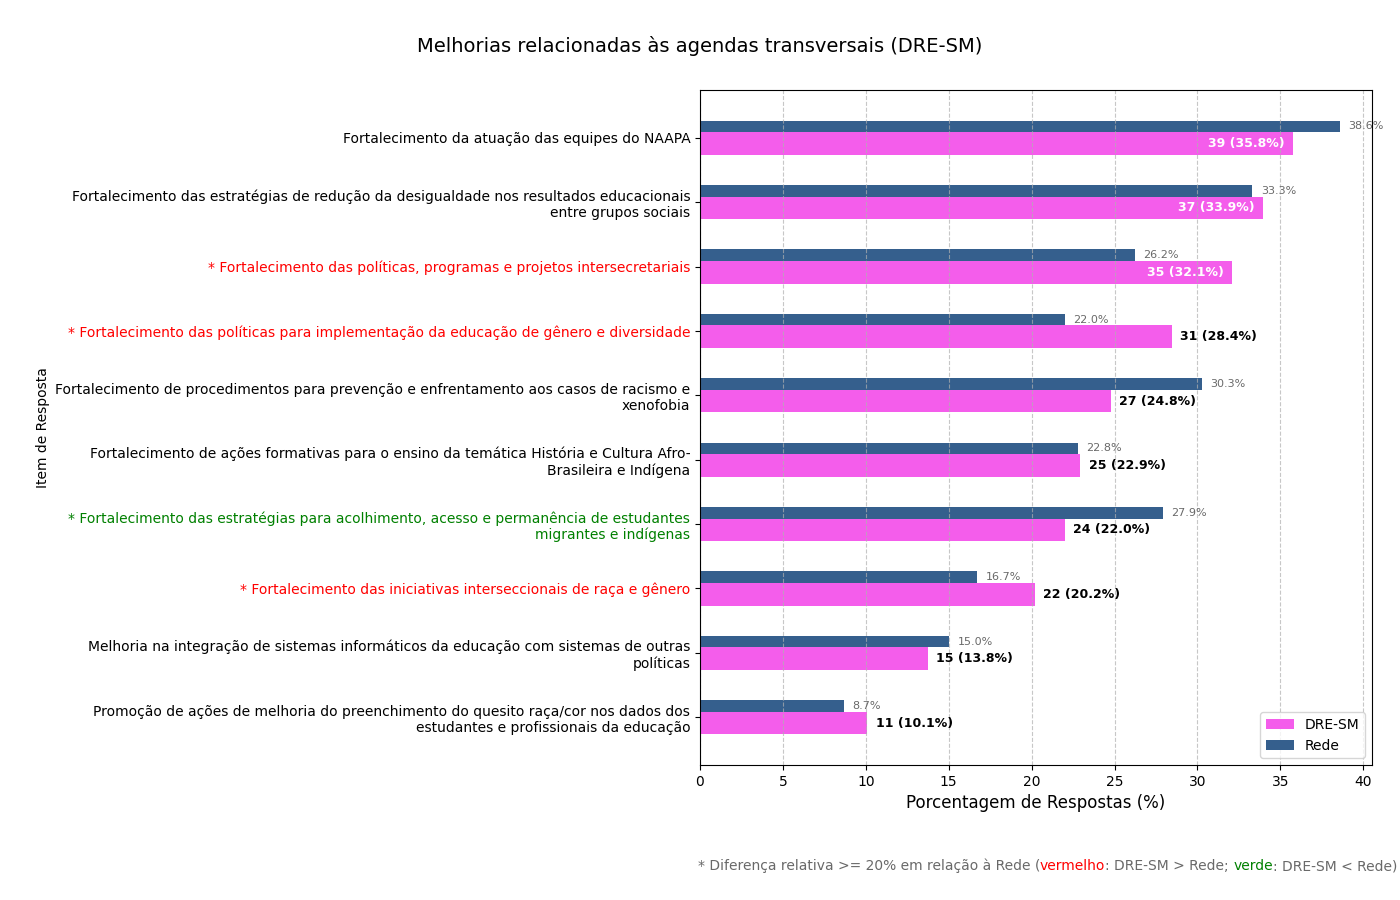 Melhorias relacionadas às agendas transversais (DRE-SM)
Item de Resposta
Fortalecimento da atuação das equipes do NAAPA
38.6%
39 (35.8%)
Fortalecimento das estratégias de redução da desigualdade nos resultados educacionais
entre grupos sociais
33.3%
37 (33.9%)
* Fortalecimento das políticas, programas e projetos intersecretariais
26.2%
35 (32.1%)
* Fortalecimento das políticas para implementação da educação de gênero e diversidade
22.0%
31 (28.4%)
Fortalecimento de procedimentos para prevenção e enfrentamento aos casos de racismo e
xenofobia
30.3%
27 (24.8%)
Fortalecimento de ações formativas para o ensino da temática História e Cultura Afro-
Brasileira e Indígena
22.8%
25 (22.9%)
* Fortalecimento das estratégias para acolhimento, acesso e permanência de estudantes
migrantes e indígenas
27.9%
24 (22.0%)
* Fortalecimento das iniciativas interseccionais de raça e gênero
16.7%
22 (20.2%)
Melhoria na integração de sistemas informáticos da educação com sistemas de outras
políticas
15.0%
15 (13.8%)
Promoção de ações de melhoria do preenchimento do quesito raça/cor nos dados dos
estudantes e profissionais da educação
8.7%
11 (10.1%)
DRE-SM
Rede
0 5 10 15 20 25 30 35 40
Porcentagem de Respostas (%)
* Diferença relativa >= 20% em relação à Rede (vermelho: DRE-SM > Rede; verde: DRE-SM < Rede)